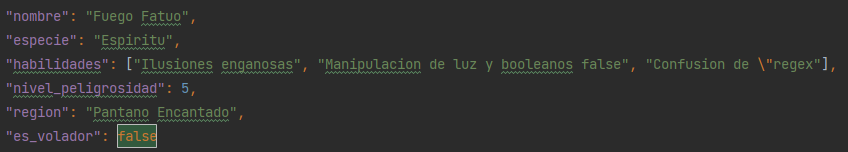 "nombre": "Fuego Fatuo",
"especie": "Espiritu",
"habilidades": ["Ilusiones enganosas", "Manipulacion de luz y booleanos false", "Confusion de \"regex"],
"nivel_peligrosidad": 5,
"region": "Pantano Encantado",
"es_volador": false